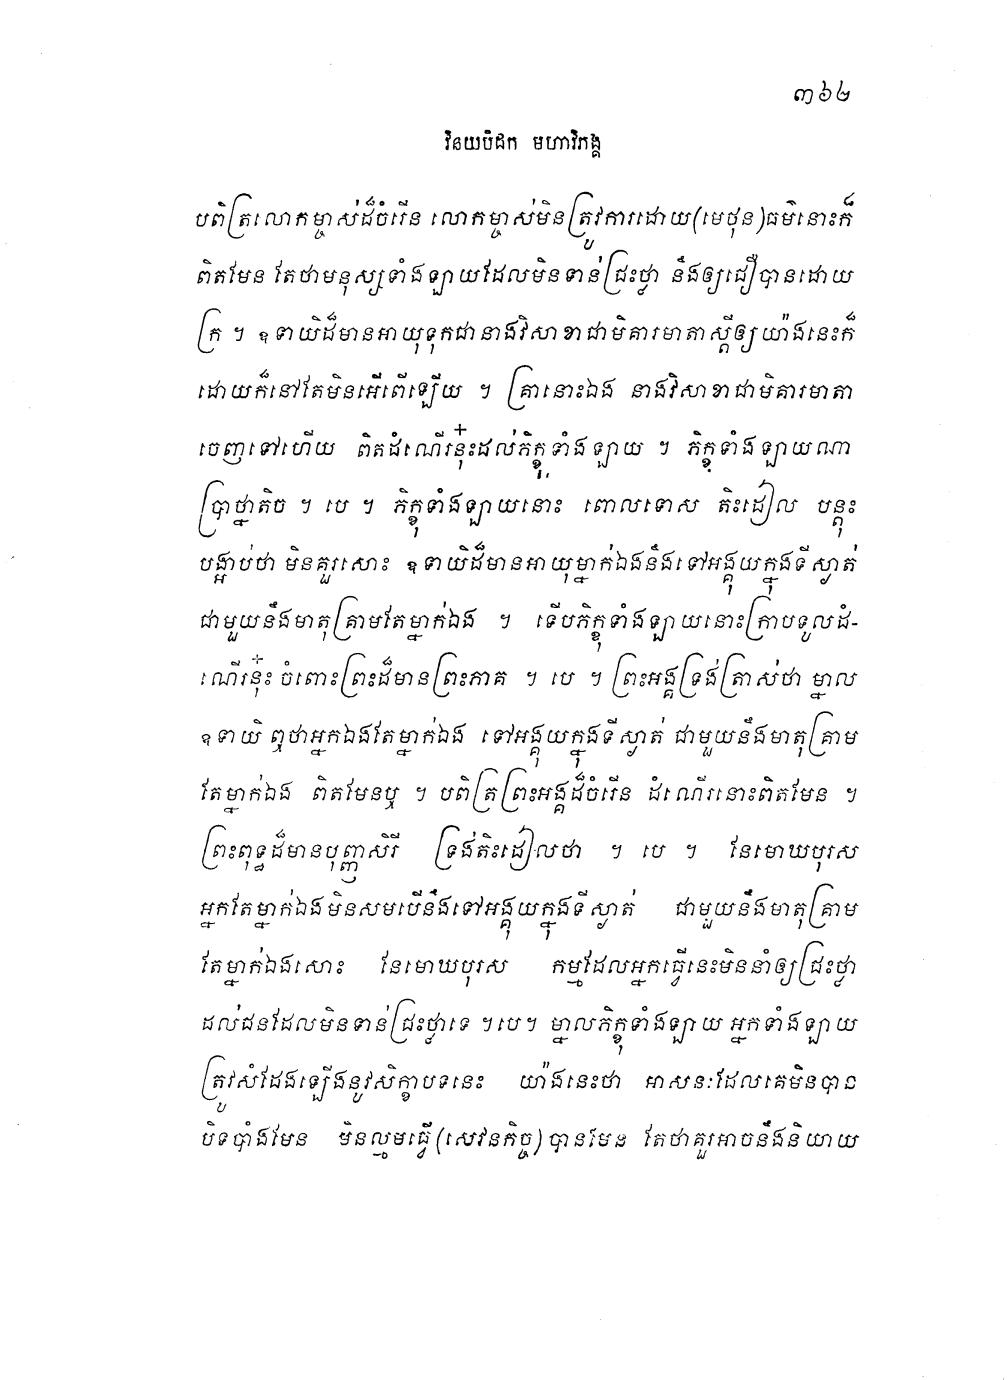 ៣៦៤
វិនយបិដក មហាវិភង្គ
បពិត្រលោកម្ចាស់ដ៏ចំរើន លោកម្ចាស់មិនត្រូវការដោយ(មេថុន)ធម៌នោះក៏
ពិតមែន តែថាមនុស្សទាំងឡាយដែលមិនទាន់ជ្រះថ្លា នឹងឲ្យជឿបានដោយ
ក្រ ។ ឧទាយិដ៏មានអាយុទុកជានាងវិសាខាជាមិគារមាតាស្តីឲ្យយ៉ាងនេះក៏
ដោយក៏នៅតែមិនអើពើឡើយ ។ គ្រានោះឯង នាងវិសាខាជាមិគារមាតា
ចេញទៅហើយ ពិតដំណើរនុ៎ះដល់ភិក្ខុទាំងឡាយ ។ ភិក្ខុទាំងឡាយណា
ប្រាថ្នាតិច ។ បេ ។ ភិក្ខុទាំងឡាយនោះ ពោលទោស តិះដៀល បន្តុះ
បង្អាប់ថា មិនគួរសោះ ឧទាយិដ៏មានអាយុម្នាក់ឯងនឹងទៅអង្គុយក្នុងទីស្ងាត់
ជាមួយនឹងមាតុគ្រាមតែម្នាក់ឯង ។ ទើបភិក្ខុទាំងឡាយនោះក្រាបទូលដំ-
ណើរនុ៎ះ ចំពោះព្រះដ៏មានព្រះភាគ ។ បេ ។ ព្រះអង្គទ្រង់ត្រាស់ថា ម្នាល
ឧទាយិ ឮថាអ្នកឯងតែម្នាក់ឯង ទៅអង្គុយក្នុងទីស្ងាត់ ជាមួយនឹងមាតុគ្រាម
តែម្នាក់ឯង ពិតមែនឬ ។ បពិត្រព្រះអង្គដ៏ចំរើន ដំណើរនោះពិតមែន ។
ព្រះពុទ្ធដ៏មានបុញ្ញសិរី ទ្រង់តិះដៀលថា ។ បេ ។ នែមោឃបុរស
អ្នកតែម្នាក់ឯងមិនសមបើនឹងទៅអង្គុយក្នុងទីស្ងាត់ ជាមួយនឹងមាតុគ្រាម
តែម្នាក់ឯងសោះ នែមោឃបុរស កម្មដែលអ្នកធ្វើនេះមិននាំឲ្យជ្រះថ្លា
ដល់ជនដែលមិនទាន់ជ្រះថ្លាទេ ។បេ។ ម្នាលភិក្ខុទាំងឡាយ អ្នកទាំងឡាយ
ត្រូវសំដែងឡើងនូវសិក្ខាបទនេះ យ៉ាងនេះថា អាសនៈដែលគេមិនបាន
បិទបាំងមែន មិនល្មមធ្វើ(សេវនកិច្ច)បានមែន តែថាគួរអាចនឹងនិយាយ